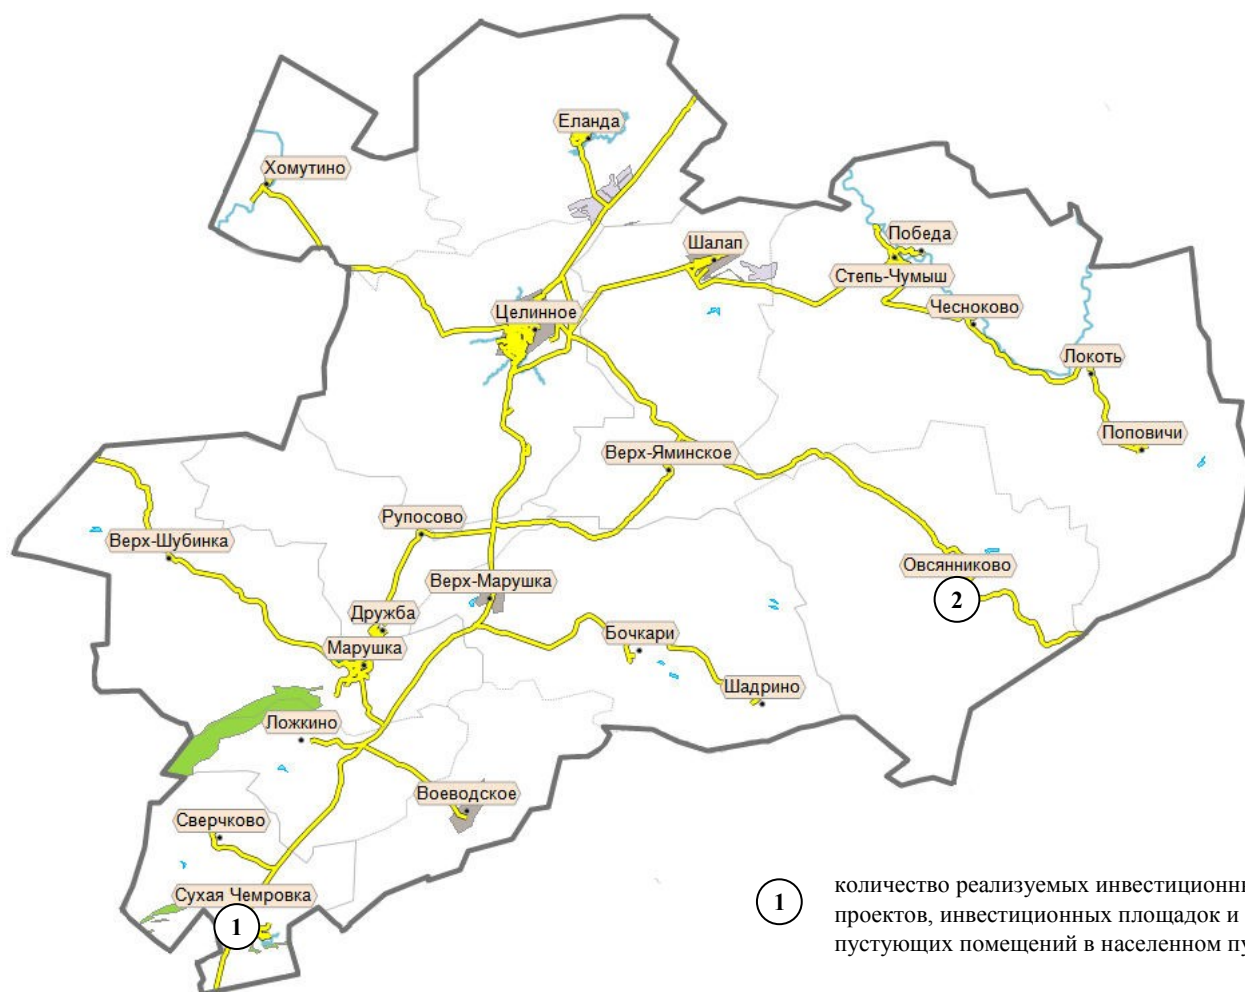 Еланда
Хомутино
Победа
Шалап
Степь-Чумыш
Чесноково
Целинное
Локоть
Поповичи
Верх-Яминское
Рупосово
Верх-Шубинка
Овсянниково
Верх-Марушка
2
Дружба
Бочкари
Марушка
Шадрино
Ложкино
Воеводское
Сверчково
Сухая Чемровка
1
1
количество реализуемых инвестиционн
проектов, инвестиционных площадок и
пустующих помещений в населенном пу